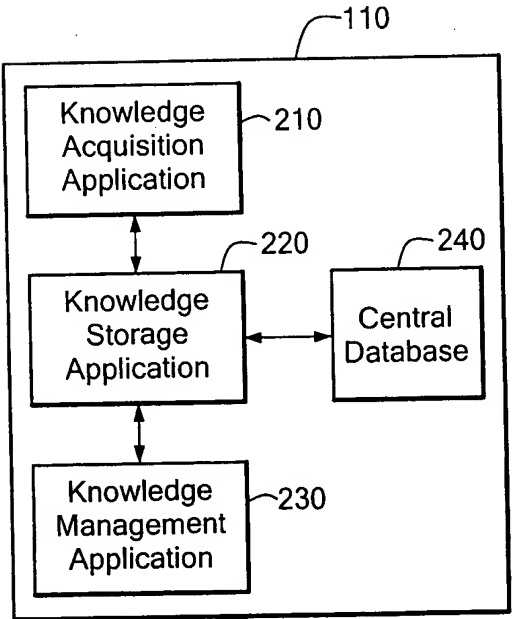 110
Knowledge
Acquisition
Application
210
220
Knowledge
Storage
Application
240
Central
Database
Knowledge
Management
Application
230